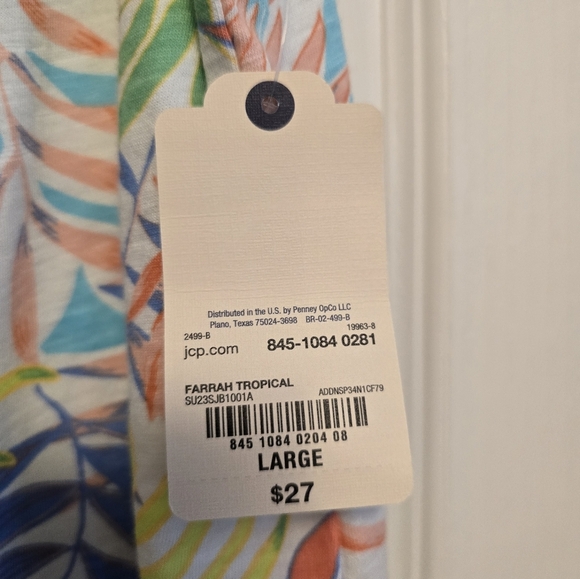 Distributed in the U.S. by Penney OpCo LLC
Plano, Texas 75024-3698 BR-02-499-B
2499-B 19963-8
jcp.com 845-1084 0281
FARRAH TROPICAL
SU23SJB1001A ADDNSP34N1CF79
845 1084 0204 08
LARGE
$27